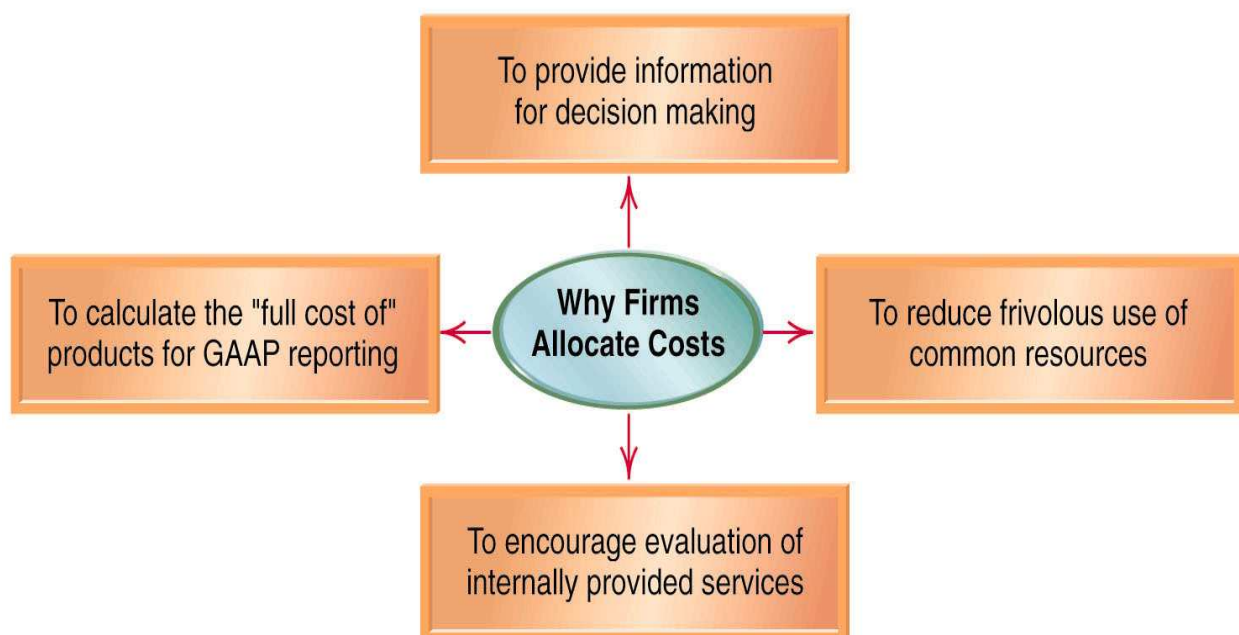 To provide information
for decision making
To calculate the "full cost of"
products for GAAP reporting
Why Firms
Allocate Costs
To reduce frivolous use of
common resources
To encourage evaluation of
internally provided services